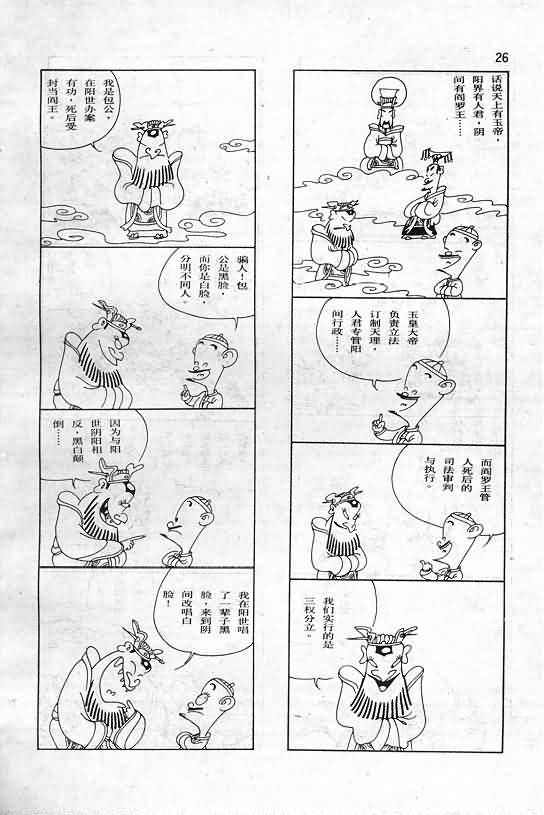 26
话说天上有玉帝，
阳界有人君，阴
间有阎罗王……
玉皇大帝
负责立法
订制天理，
人君专管阳
间行政……
而阎罗王管
人死后的
司法审判
与执行。
我们实行的是
三权分立。
我是包公，
在阳世办案
有功，死后受
封当阎王。
骗人！包
公是黑脸，
而你是白脸，
分明不同人。
因为与阳
世阴阳相
反，黑白颠
倒……
我在阳世唱
了一辈子黑
脸，来到阴
间改唱白
脸！